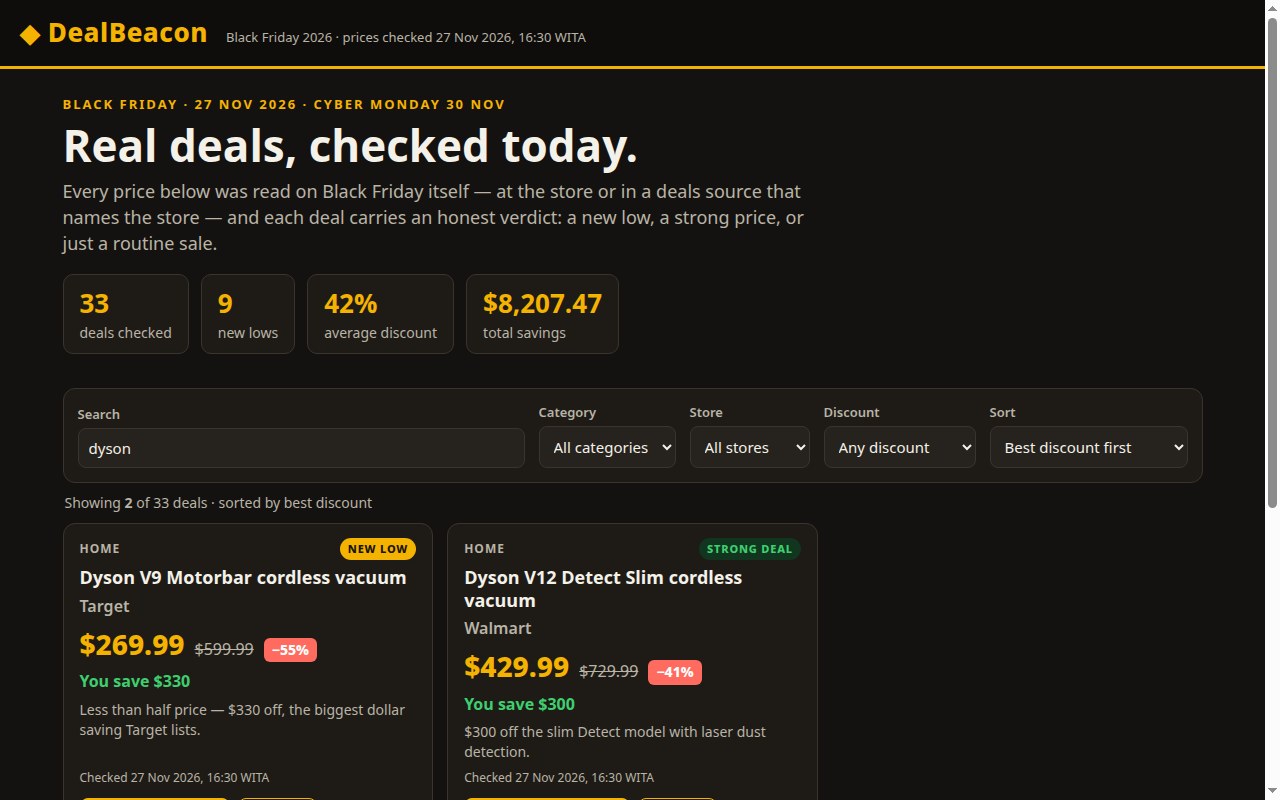 ◆ DealBeacon Black Friday 2026 · prices checked 27 Nov 2026, 16:30 WITA
BLACK FRIDAY · 27 NOV 2026 · CYBER MONDAY 30 NOV
Real deals, checked today.
Every price below was read on Black Friday itself — at the store or in a deals source that
names the store — and each deal carries an honest verdict: a new low, a strong price, or
just a routine sale.
33
deals checked
9
new lows
42%
average discount
$8,207.47
total savings
Search
dyson
Category
All categories
Store
All stores
Discount
Any discount
Sort
Best discount first
Showing 2 of 33 deals · sorted by best discount
HOME
NEW LOW
Dyson V9 Motorbar cordless vacuum
Target
$269.99 $599.99 −55%
You save $330
Less than half price — $330 off, the biggest dollar
saving Target lists.
Checked 27 Nov 2026, 16:30 WITA
HOME
STRONG DEAL
Dyson V12 Detect Slim cordless
vacuum
Walmart
$429.99 $729.99 −41%
You save $300
$300 off the slim Detect model with laser dust
detection.
Checked 27 Nov 2026, 16:30 WITA